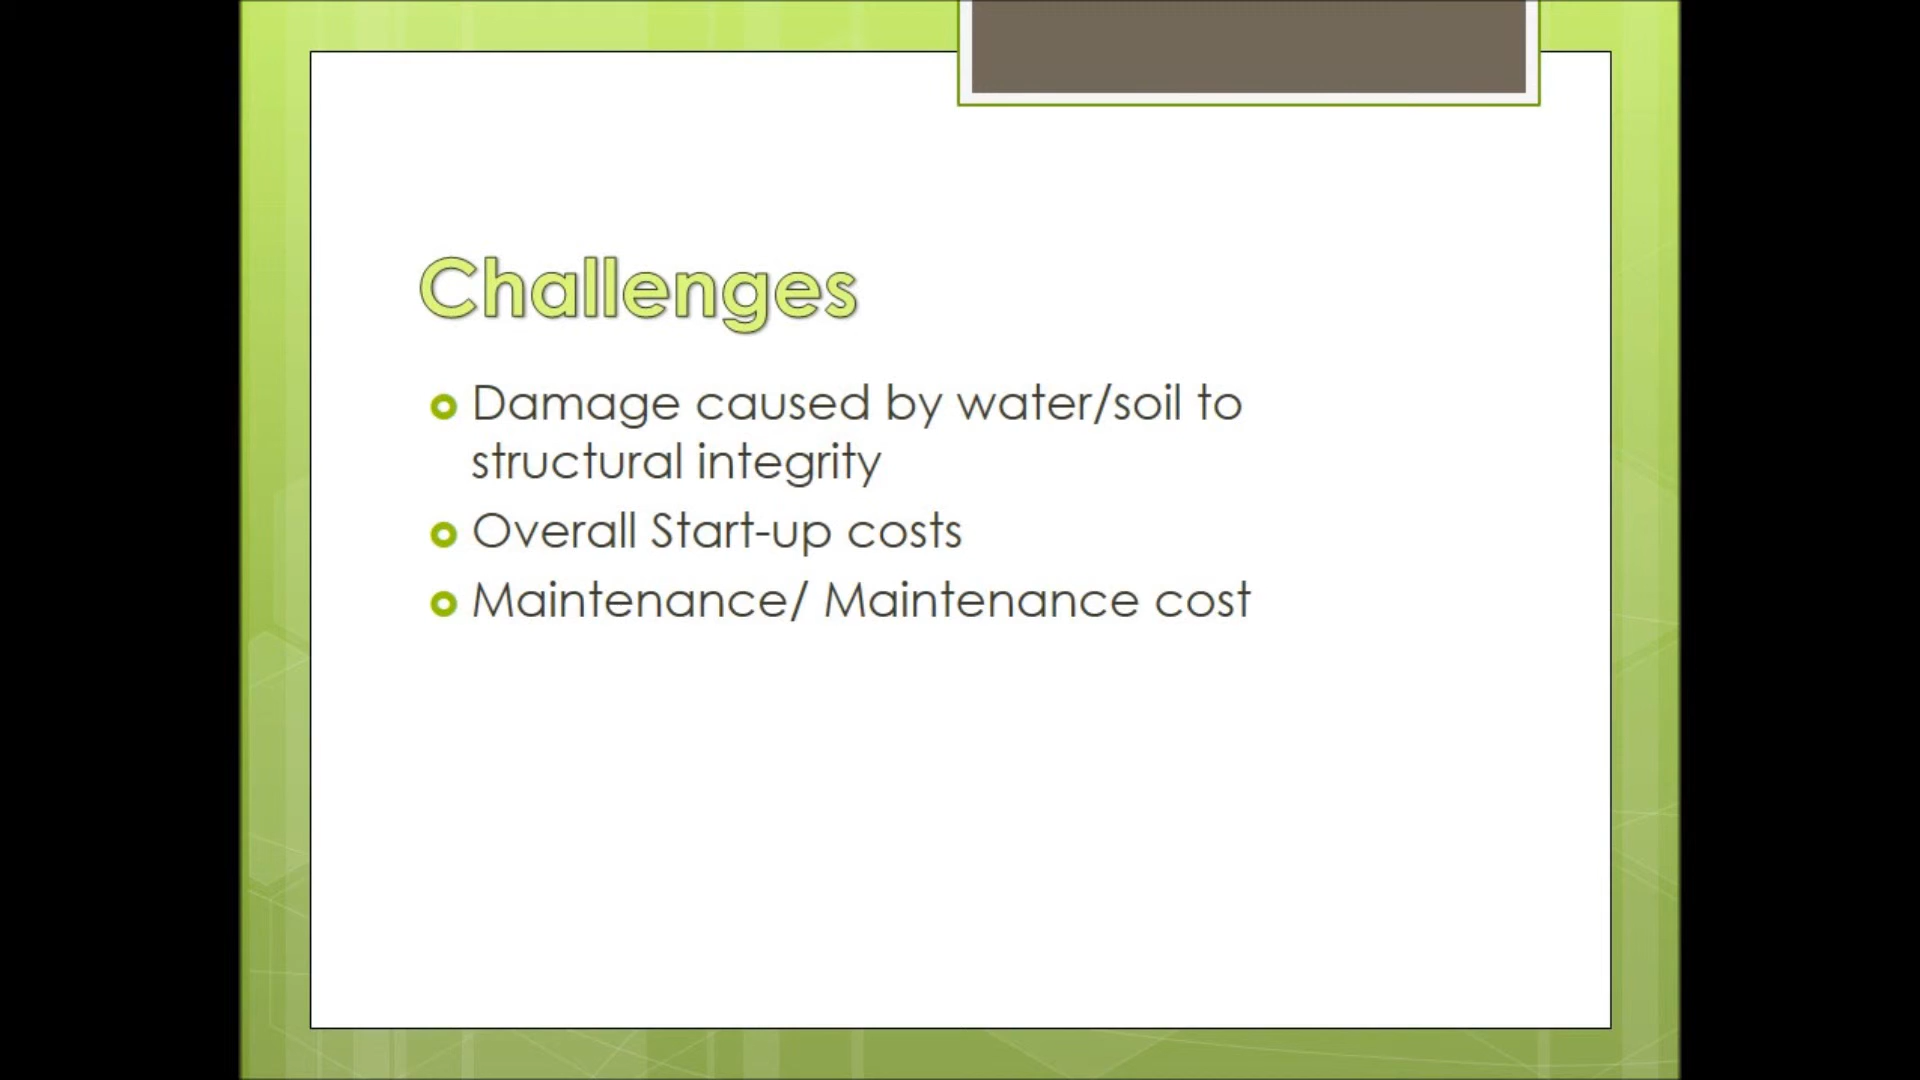 Challenges
Damage caused by water/soil to
structural integrity
Overall Start-up costs
Maintenance/ Maintenance cost